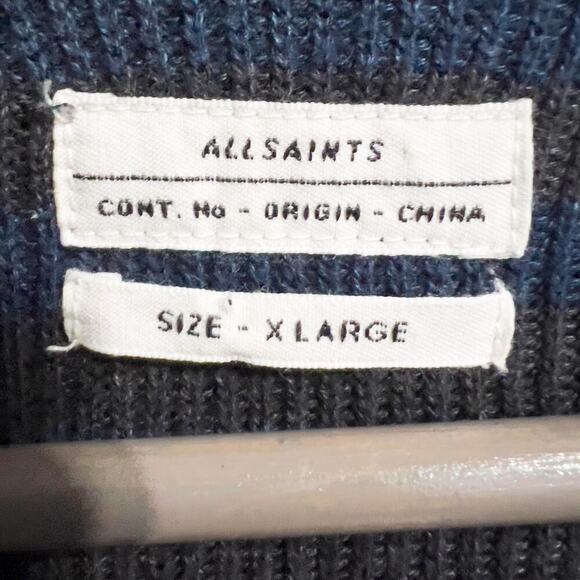 ALLSAINTS
CONT. No - ORIGIN - CHINA
SIZE - X LARGE